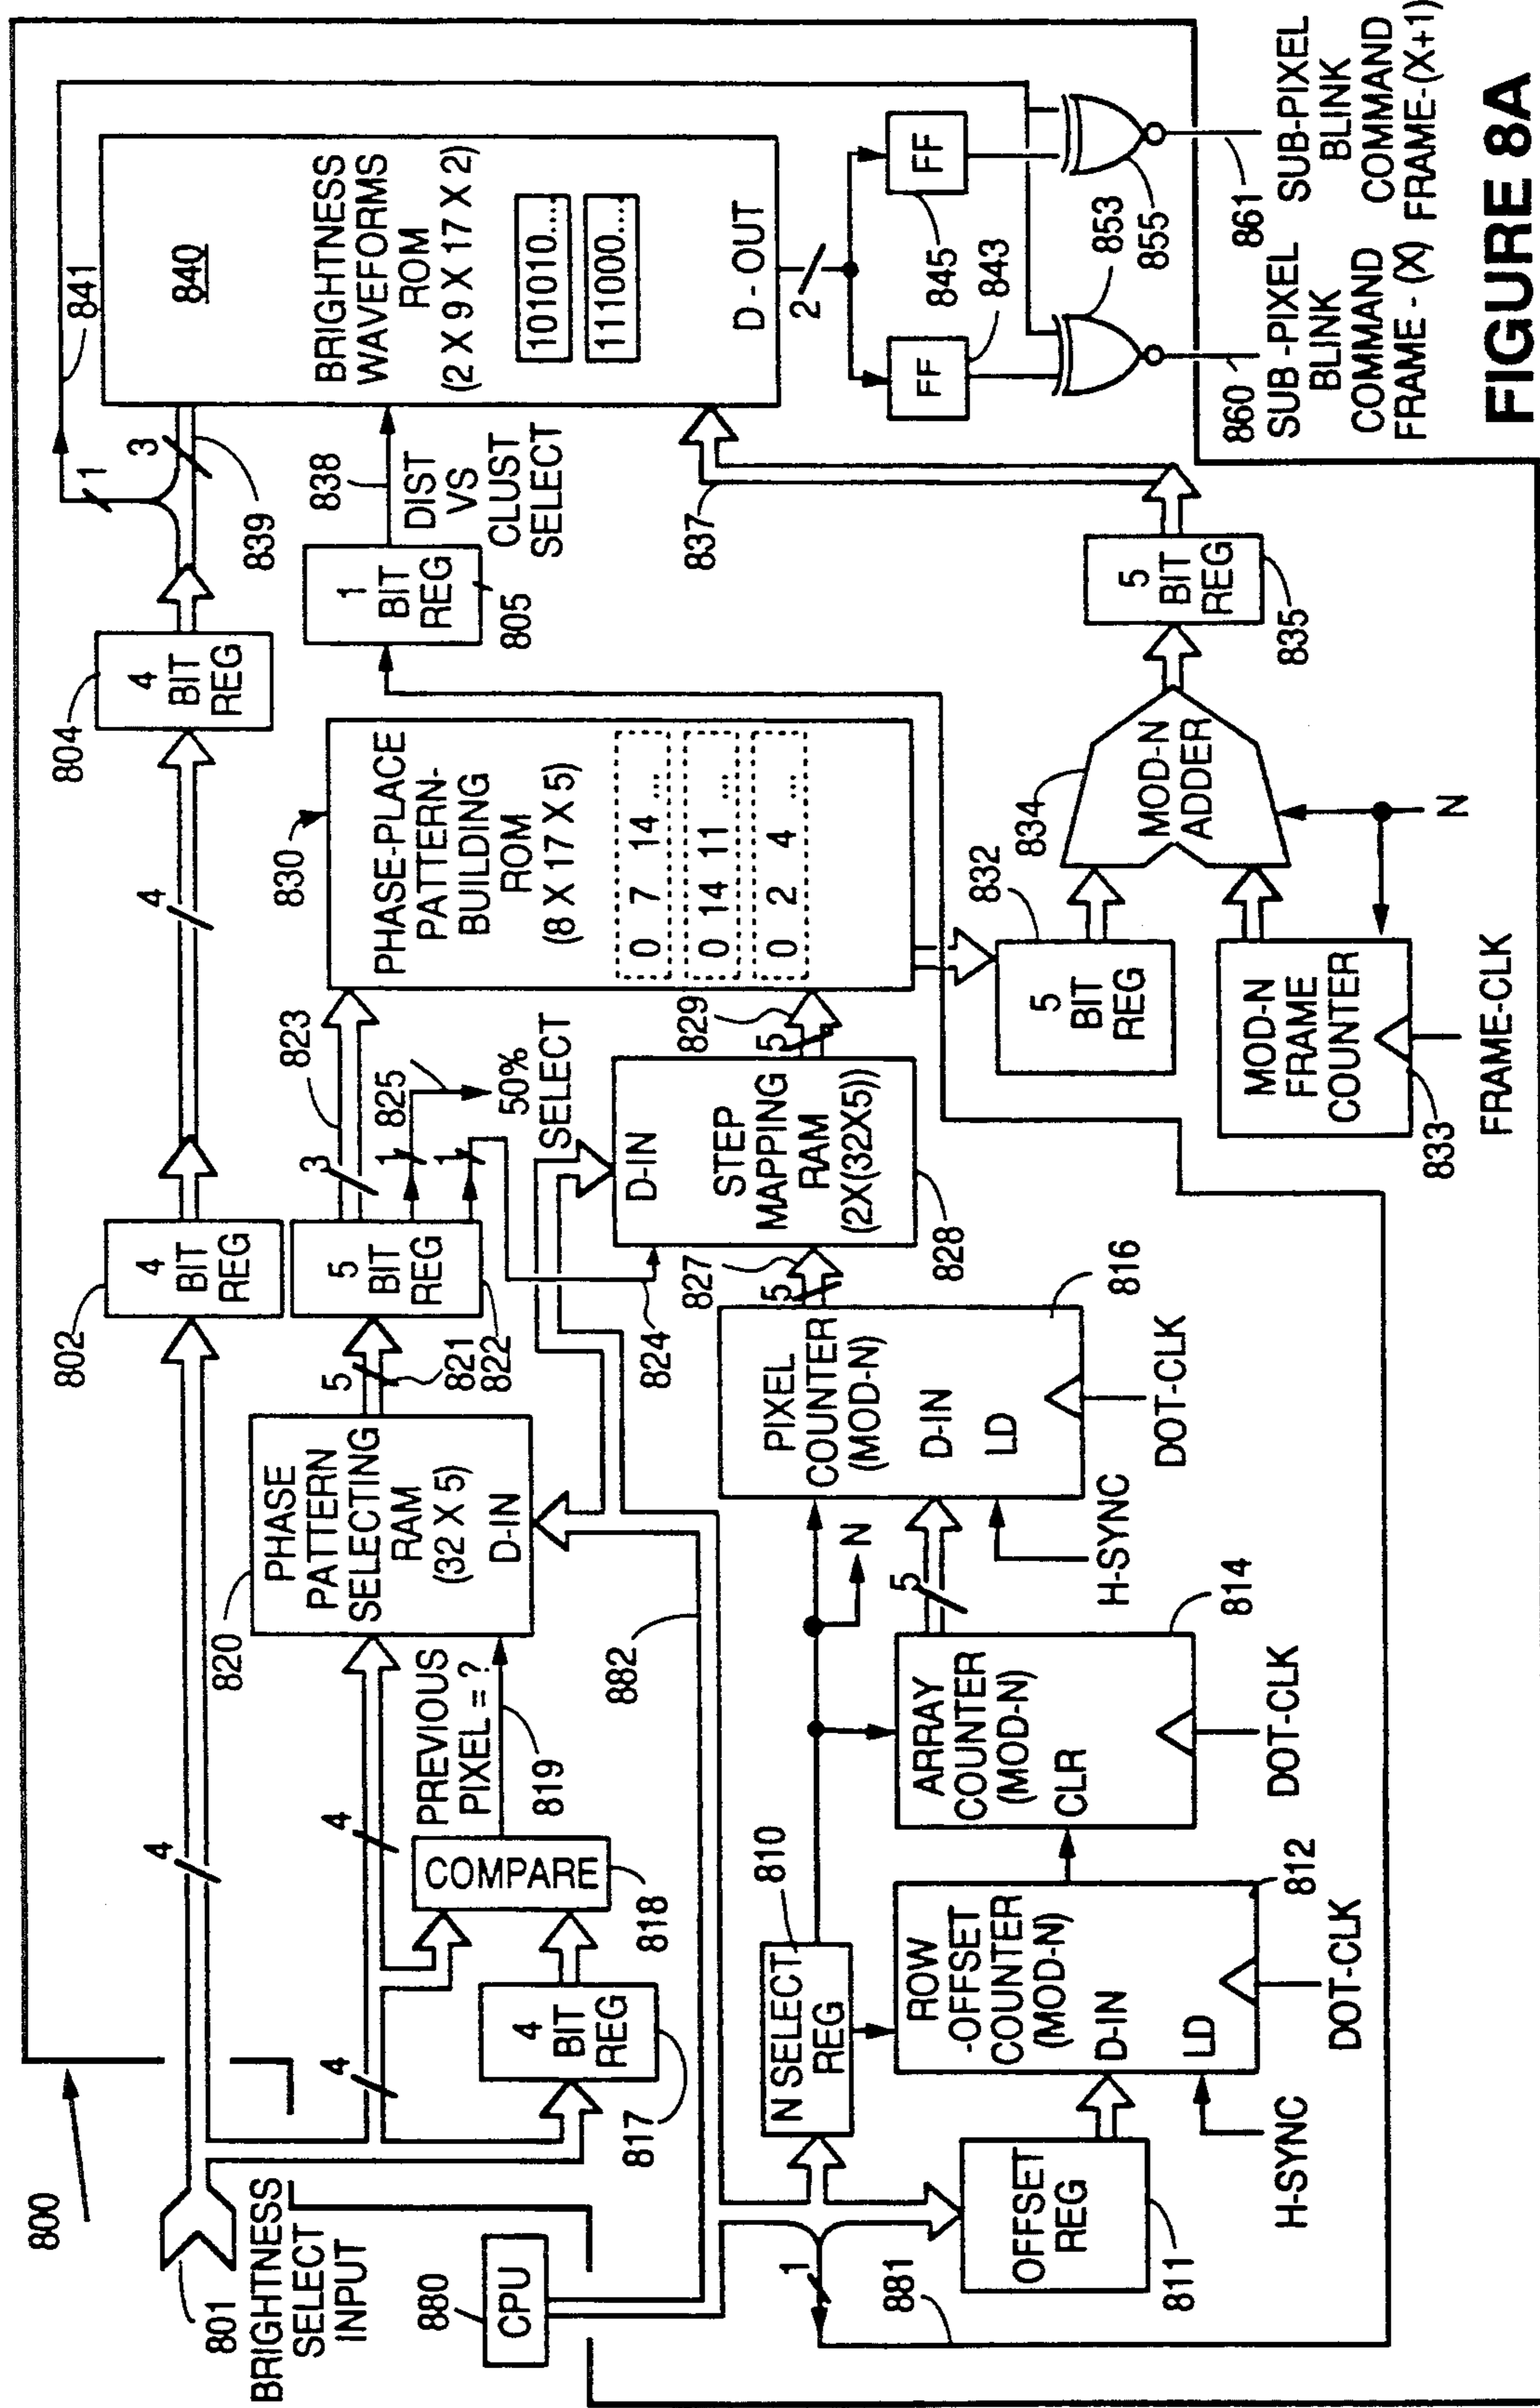 800
801
BRIGHTNESS
SELECT
INPUT
4
802
4
BIT
REG
4
804
4
BIT
REG
1
3
839
841
840
BRIGHTNESS
WAVEFORMS
ROM
(2 X 9 X 17 X 2)
101010...
111000...
D - OUT
2
4
4
4
BIT
REG
817
COMPARE
818
PREVIOUS
PIXEL = ?
819
820
PHASE
PATTERN
SELECTING
RAM
(32 X 5)
D-IN
5
821
822
5
BIT
REG
3
823
1
825
1
50%
SELECT
824
830
PHASE-PLACE
PATTERN-
BUILDING
ROM
(8 X 17 X 5)
0 7 14 ...
0 14 11 ...
0 2 4 ...
1
BIT
REG
805
838
DIST
VS
CLUST
SELECT
880
CPU
882
D-IN
STEP
MAPPING
RAM
(2X(32X5))
828
827
5
829
5
810
N SELECT
REG
N
PIXEL
COUNTER
(MOD-N)
D-IN
LD
816
H-SYNC
DOT-CLK
1
881
OFFSET
REG
811
ROW
-OFFSET
COUNTER
(MOD-N)
D-IN
LD
812
H-SYNC
DOT-CLK
ARRAY
COUNTER
(MOD-N)
CLR
814
5
DOT-CLK
832
5
BIT
REG
MOD-N
FRAME
COUNTER
833
FRAME-CLK
834
MOD-N
ADDER
N
5
BIT
REG
835
837
FF
843
FF
845
853
855
860
SUB-PIXEL
BLINK
COMMAND
FRAME - (X)
861
SUB-PIXEL
BLINK
COMMAND
FRAME-(X+1)
FIGURE 8A